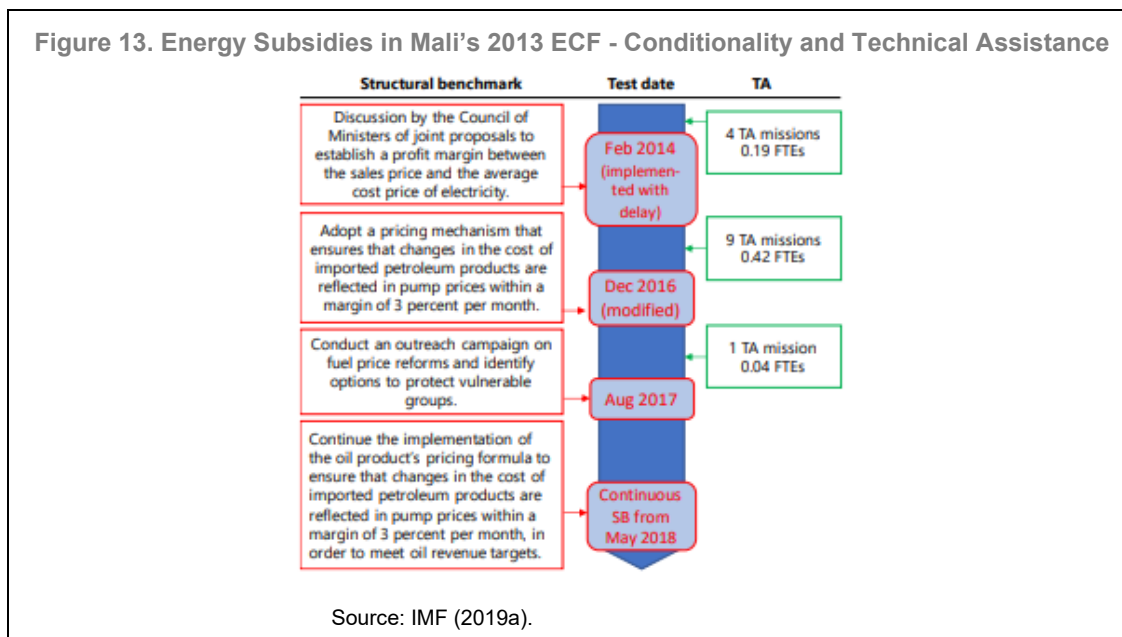 Figure 13. Energy Subsidies in Mali's 2013 ECF - Conditionality and Technical Assistance
Structural benchmark
Test date
TA
Discussion by the Council of
Ministers of joint proposals to
establish a profit margin between
the sales price and the average
cost price of electricity.
Feb 2014
(implemen-
ted with
delay)
4 TA missions
0.19 FTEs
Adopt a pricing mechanism that
ensures that changes in the cost of
imported petroleum products are
reflected in pump prices within a
margin of 3 percent per month.
Dec 2016
(modified)
9 TA missions
0.42 FTEs
Conduct an outreach campaign on
fuel price reforms and identify
options to protect vulnerable
groups.
Aug 2017
1 TA mission
0.04 FTEs
Continue the implementation of
the oil product's pricing formula to
ensure that changes in the cost of
imported petroleum products are
reflected in pump prices within a
margin of 3 percent per month, in
order to meet oil revenue targets.
Continuous
SB from
May 2018
Source: IMF (2019a).